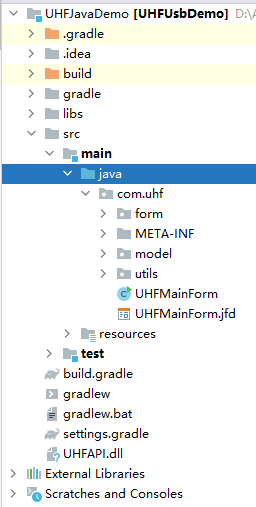 UHFJavaDemo [UHFUsbDemo] D:\
.gradle
.idea
build
gradle
libs
src
main
java
com.uhf
form
META-INF
model
utils
UHFMainForm
UHFMainForm.jfd
resources
test
build.gradle
gradlew
gradlew.bat
settings.gradle
UHFAPI.dll
External Libraries
Scratches and Consoles